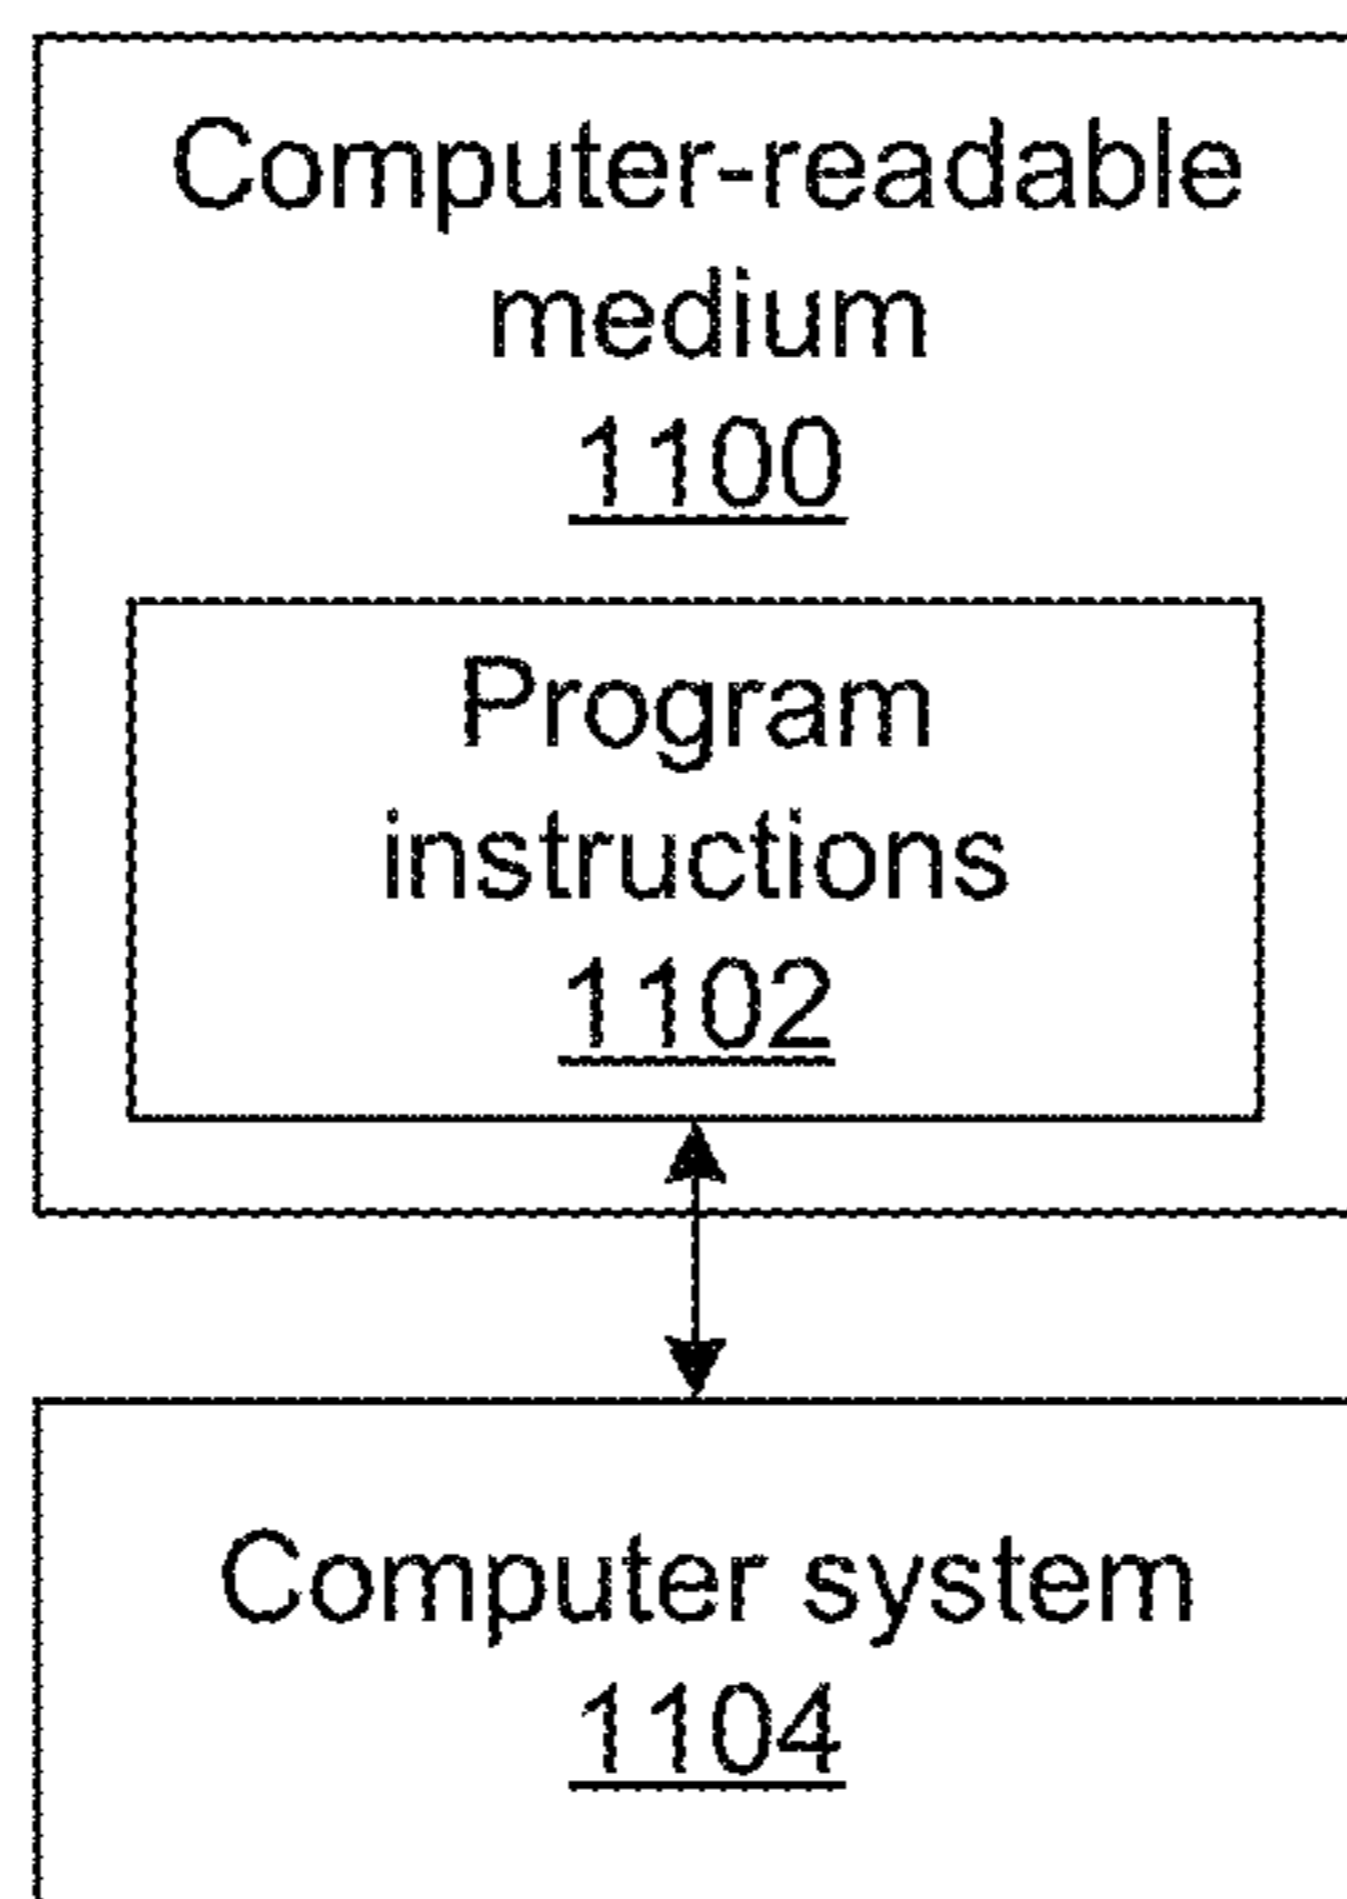 Computer-readable
medium
1100
Program
instructions
1102
Computer system
1104